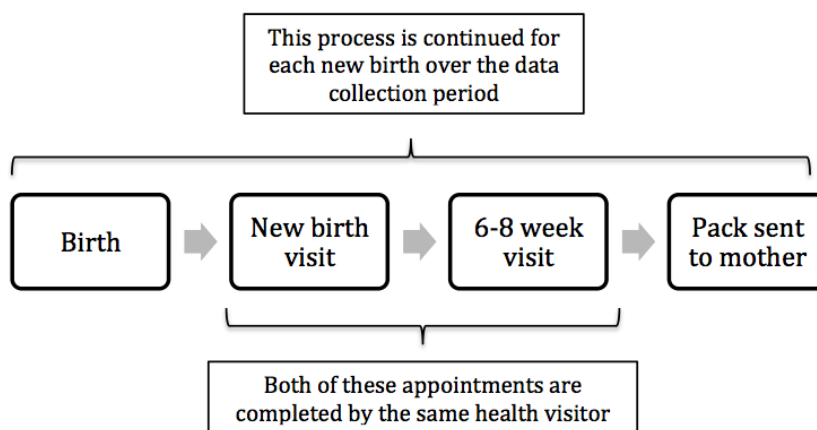 This process is continued for
each new birth over the data
collection period
Birth
New birth
visit
6-8 week
visit
Pack sent
to mother
Both of these appointments are
completed by the same health visitor